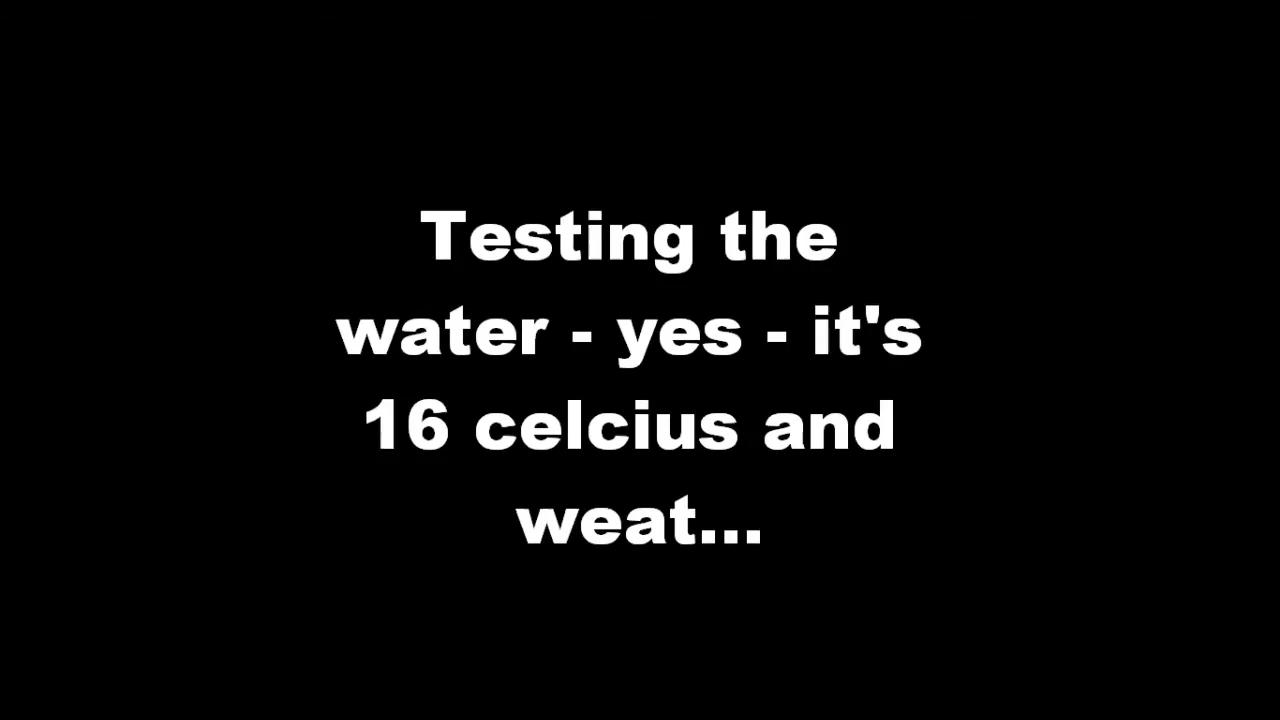 Testing the
water - yes - it's
16 celcius and
weat...